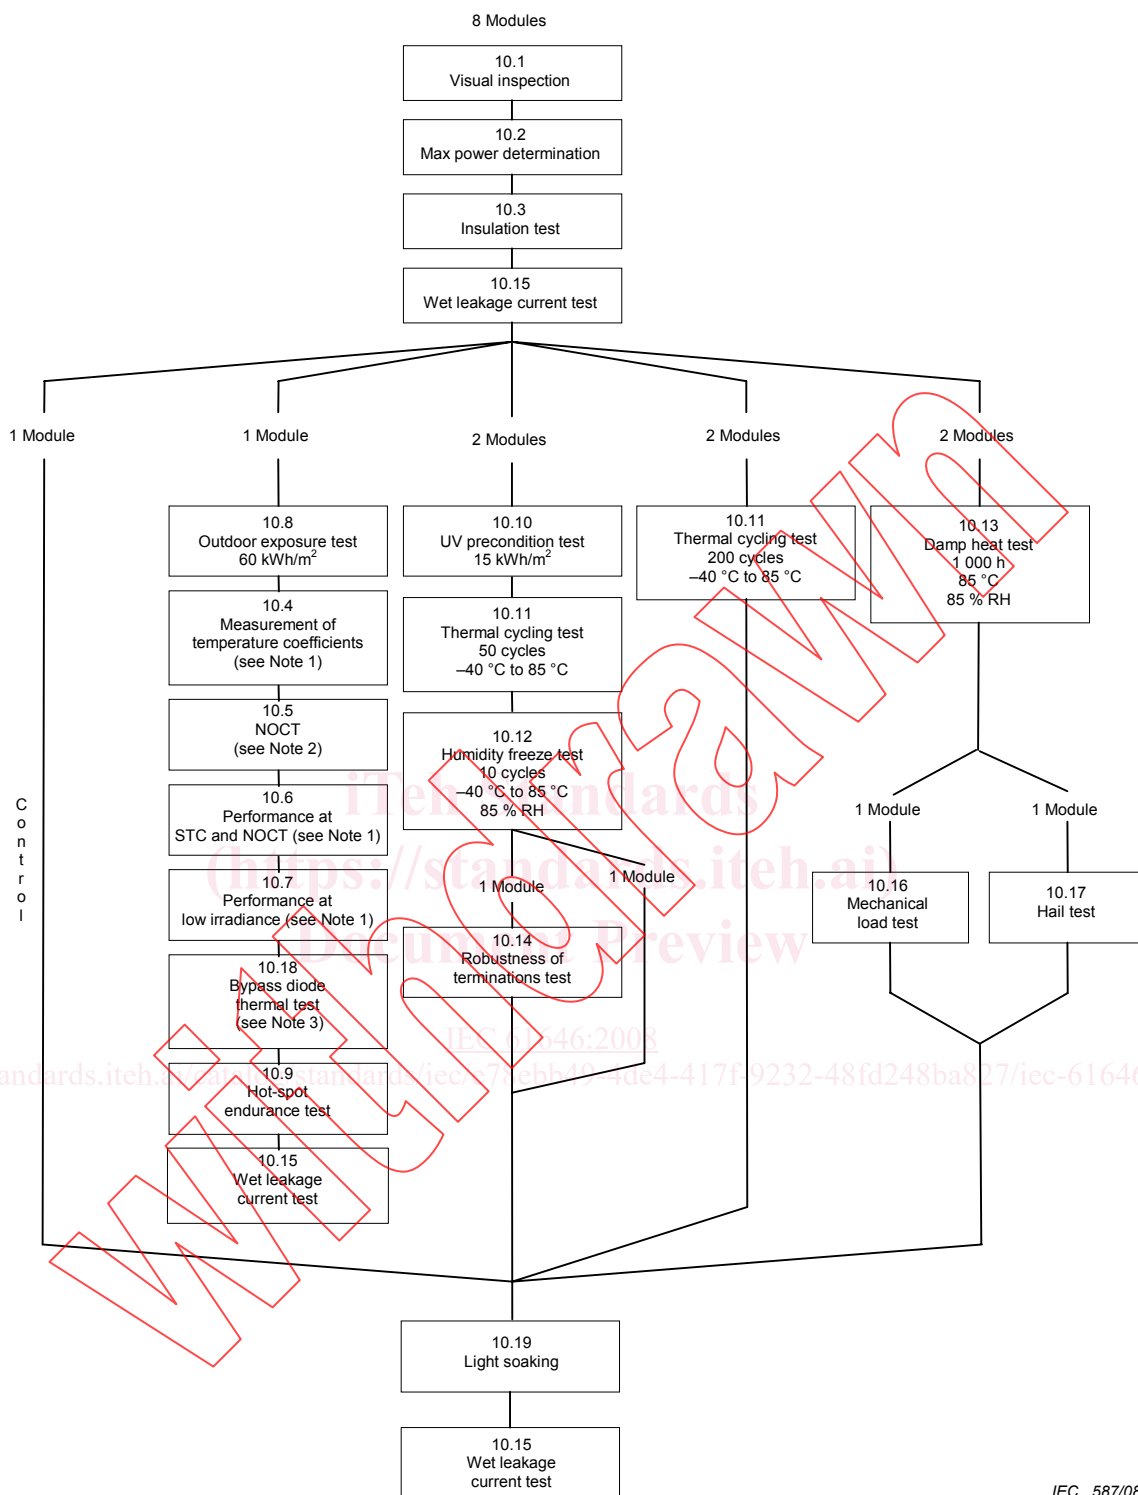 8 Modules
10.1
Visual inspection
10.2
Max power determination
10.3
Insulation test
10.15
Wet leakage current test
1 Module
1 Module
2 Modules
2 Modules
2 Modules
10.8
Outdoor exposure test
60 kWh/m²
10.4
Measurement of
temperature coefficients
(see Note 1)
10.5
NOCT
(see Note 2)
10.6
Performance at
STC and NOCT (see Note 1)
10.7
Performance at
low irradiance (see Note 1)
10.18
Bypass diode
thermal test
(see Note 3)
10.9
Hot-spot
endurance test
10.15
Wet leakage
current test
10.10
UV precondition test
15 kWh/m²
10.11
Thermal cycling test
50 cycles
–40 °C to 85 °C
10.12
Humidity freeze test
10 cycles
–40 °C to 85 °C
85 % RH
1 Module
1 Module
10.14
Robustness of
terminations test
10.11
Thermal cycling test
200 cycles
–40 °C to 85 °C
10.13
Damp heat test
1 000 h
85 °C
85 % RH
1 Module
1 Module
10.16
Mechanical
load test
10.17
Hail test
Control
10.19
Light soaking
10.15
Wet leakage
current test
IEC 587/08
Withdrawn
iTeh Standards
(https://standards.iteh.ai)
Document Preview
IEC 61646:2008